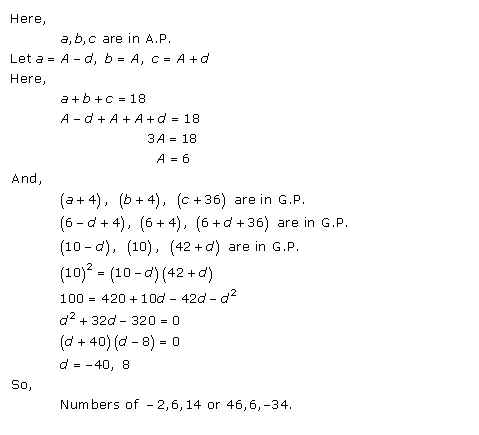 Here,
a,b,c are in A.P.
Let a = A – d, b = A, c = A + d
Here,
a + b + c = 18
A – d + A + A + d = 18
3A = 18
A = 6
And,
(a + 4), (b + 4), (c + 36) are in G.P.
(6 – d + 4), (6 + 4), (6 + d + 36) are in G.P.
(10 – d), (10), (42 + d) are in G.P.
(10)² = (10 – d)(42 + d)
100 = 420 + 10d – 42d – d²
d² + 32d – 320 = 0
(d + 40)(d – 8) = 0
d = –40, 8
So,
Numbers of – 2,6,14 or 46,6,–34.